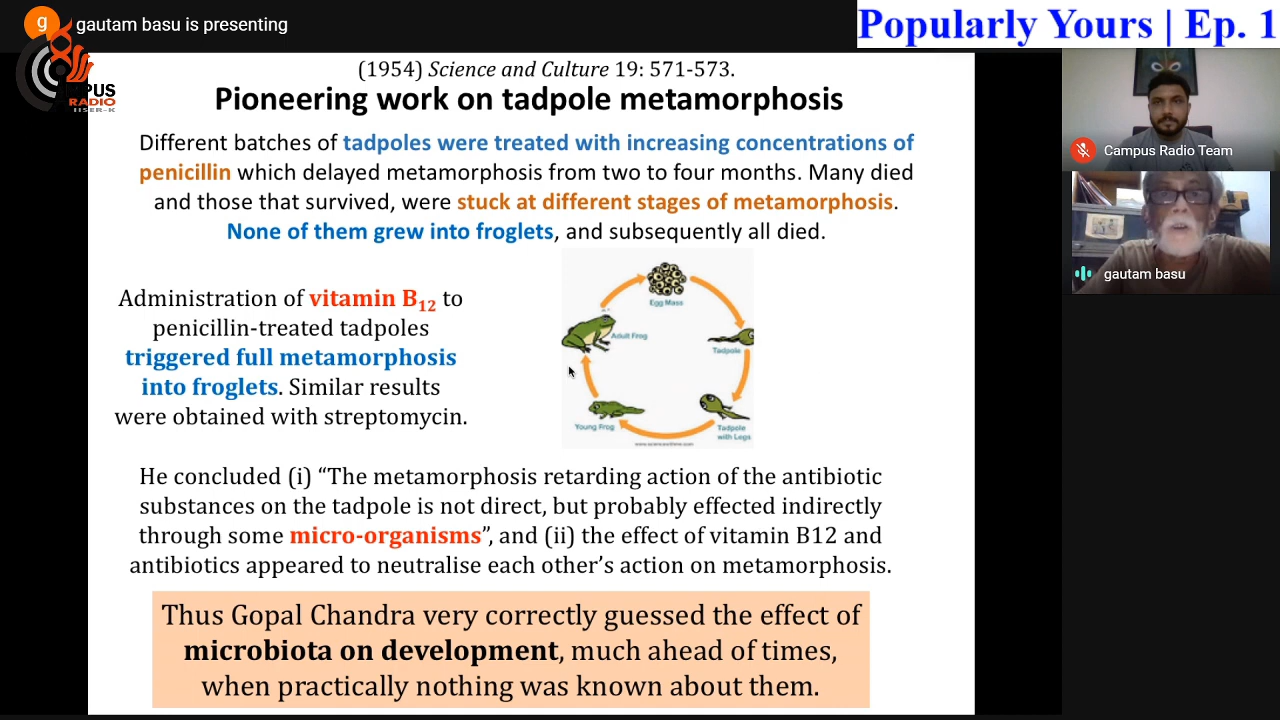 g
gautam basu is presenting
Popularly Yours | Ep. 1
CAMPUS
RADIO
IISER-K
(1954) Science and Culture 19: 571-573.
Pioneering work on tadpole metamorphosis
Different batches of tadpoles were treated with increasing concentrations of
penicillin which delayed metamorphosis from two to four months. Many died
and those that survived, were stuck at different stages of metamorphosis.
None of them grew into froglets, and subsequently all died.
Administration of vitamin B12 to
penicillin-treated tadpoles
triggered full metamorphosis
into froglets. Similar results
were obtained with streptomycin.
Egg Mass
Adult Frog
Tadpole
Young Frog
Tadpole
with Legs
He concluded (i) “The metamorphosis retarding action of the antibiotic
substances on the tadpole is not direct, but probably effected indirectly
through some micro-organisms”, and (ii) the effect of vitamin B12 and
antibiotics appeared to neutralise each other’s action on metamorphosis.
Thus Gopal Chandra very correctly guessed the effect of
microbiota on development, much ahead of times,
when practically nothing was known about them.
Campus Radio Team
gautam basu